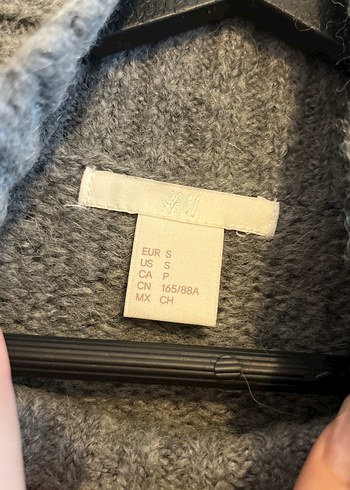 H&M
EUR S
US S
CA P
CN 165/88A
MX CH